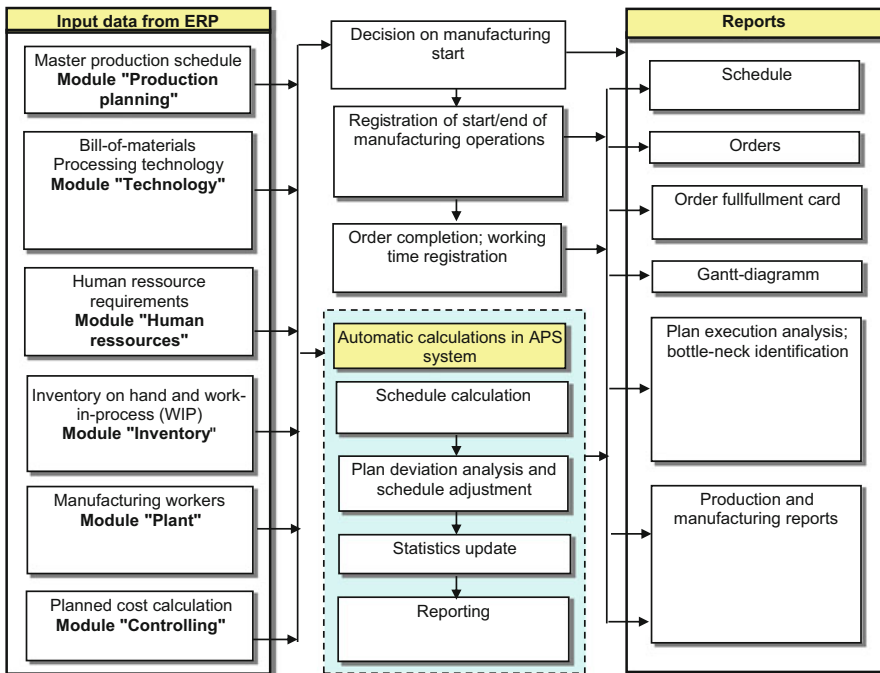 Input data from ERP
Master production schedule
Module "Production
planning"
Bill-of-materials
Processing technology
Module "Technology"
Human ressource
requirements
Module "Human
ressources"
Inventory on hand and work-
in-process (WIP)
Module "Inventory"
Manufacturing workers
Module "Plant"
Planned cost calculation
Module "Controlling"
Decision on manufacturing
start
Registration of start/end of
manufacturing operations
Order completion; working
time registration
Automatic calculations in APS
system
Schedule calculation
Plan deviation analysis and
schedule adjustment
Statistics update
Reporting
Reports
Schedule
Orders
Order fullfullment card
Gantt-diagramm
Plan execution analysis;
bottle-neck identification
Production and
manufacturing reports